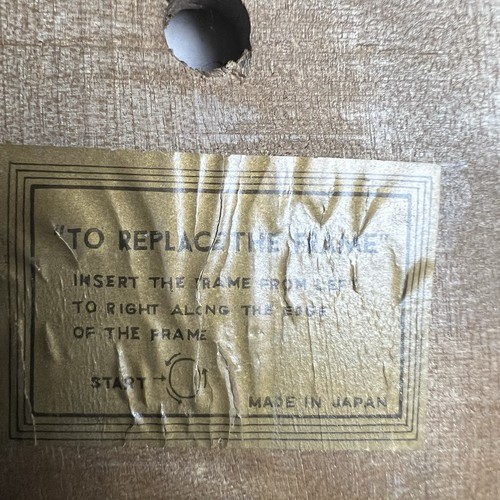 "TO REPLACE THE FRAME"
INSERT THE FRAME FROM LEFT
TO RIGHT ALONG THE EDGE
OF THE FRAME
START
MADE IN JAPAN